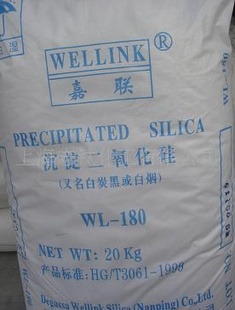 WELLINK®
嘉联
PRECIPITATED SILICA
沉淀二氧化硅
(又名白炭黑或白烟)
WL-180
NET WT: 20 Kg
产品标准: HG/T3061-1999
Degussa Wellink Silica (Nanping) Co.,Ltd.